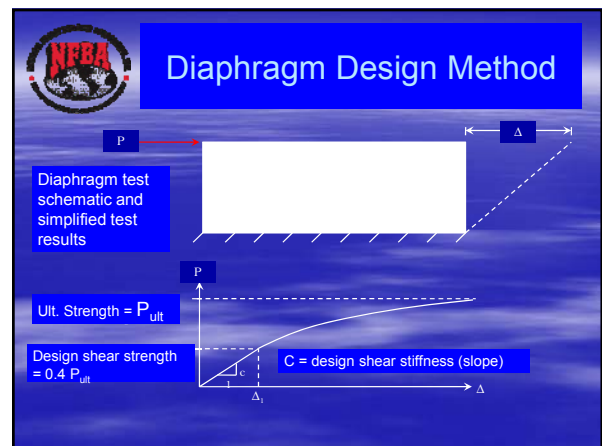 NFBA
Diaphragm Design Method
P
Δ
Diaphragm test
schematic and
simplified test
results
P
Ult. Strength = Pult
Design shear strength
= 0.4 Pult
C = design shear stiffness (slope)
c
1
Δ1
Δ